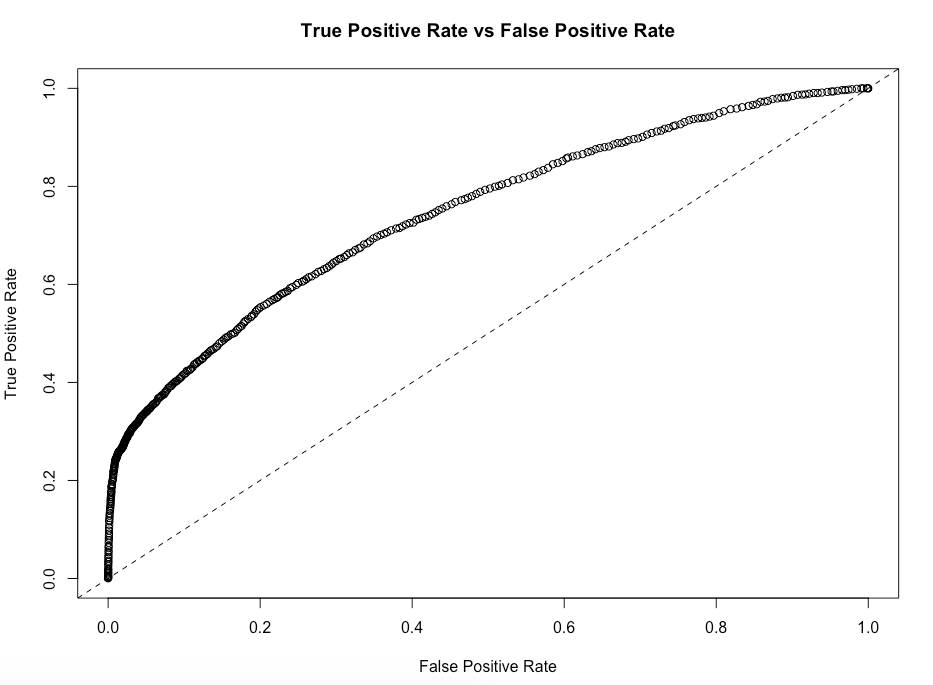 True Positive Rate vs False Positive Rate
True Positive Rate
1.0
0.8
0.6
0.4
0.2
0.0
0.0 0.2 0.4 0.6 0.8 1.0
False Positive Rate